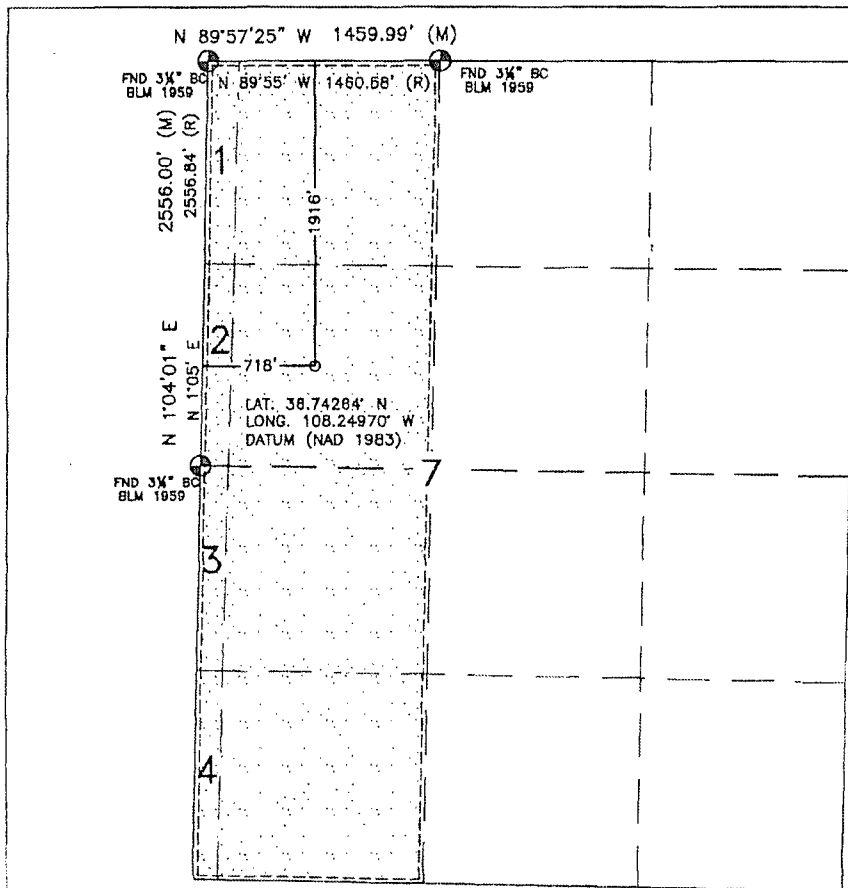 N 89°57'25" W 1459.99' (M)
FND 3¼" BC
BLM 1959
N 89°55' W 1460.68' (R)
FND 3¼" BC
BLM 1959
2556.00' (M)
2556.84' (R)
1
1916'
N 1°04'01" E
N 1°05' E
2
718'
LAT: 36.74284° N
LONG. 108.24970° W
DATUM (NAD 1983)
FND 3¼" BC
BLM 1959
7
3
4